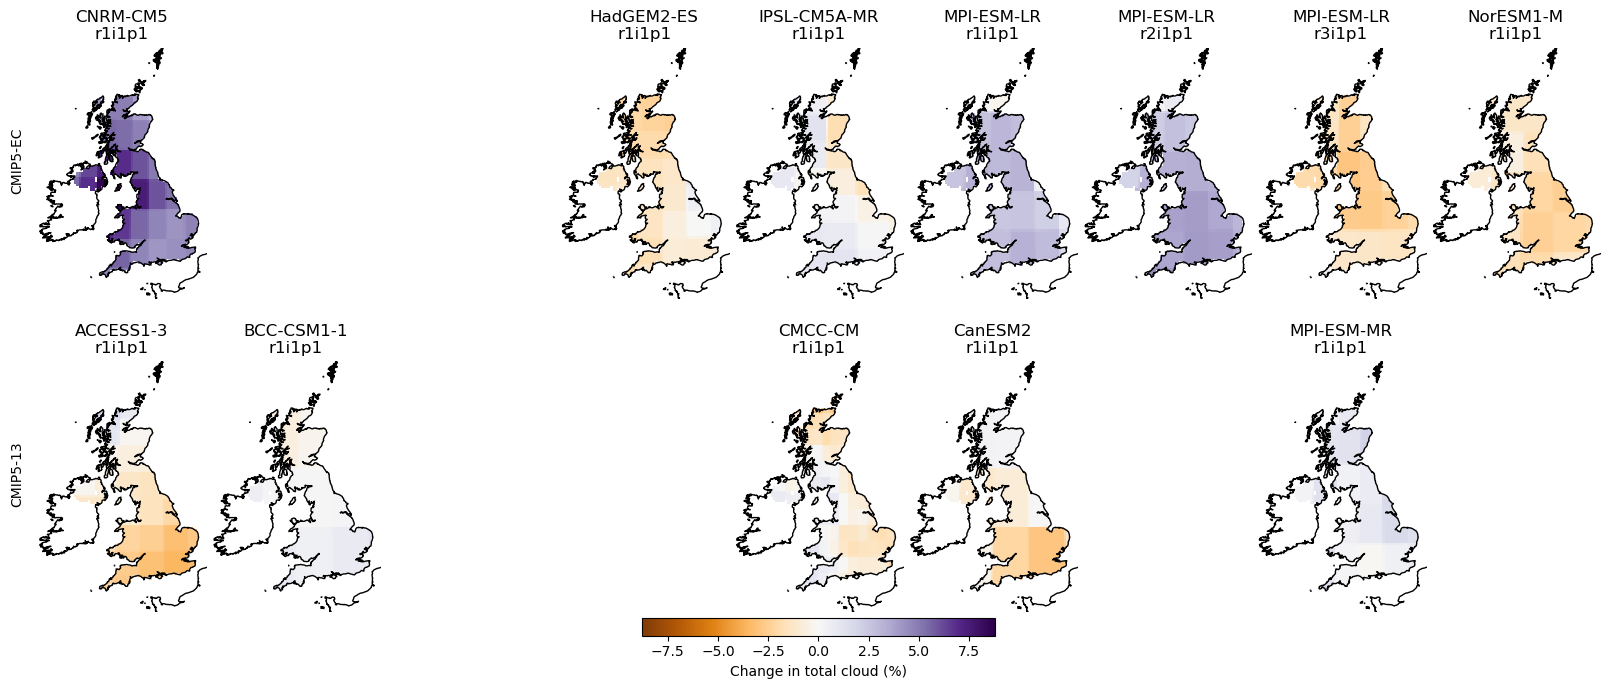 CNRM-CM5
r1i1p1
HadGEM2-ES
r1i1p1
IPSL-CM5A-MR
r1i1p1
MPI-ESM-LR
r1i1p1
MPI-ESM-LR
r2i1p1
MPI-ESM-LR
r3i1p1
NorESM1-M
r1i1p1
CMIP5-EC
ACCESS1-3
r1i1p1
BCC-CSM1-1
r1i1p1
CMCC-CM
r1i1p1
CanESM2
r1i1p1
MPI-ESM-MR
r1i1p1
CMIP5-13
−7.5 −5.0 −2.5 0.0 2.5 5.0 7.5
Change in total cloud (%)